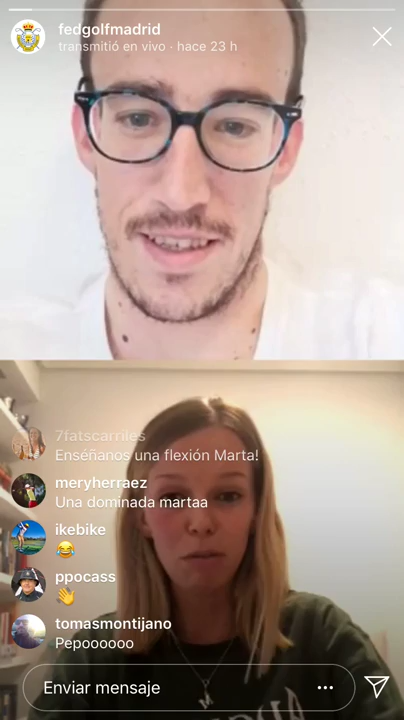 fedgolfmadrid
transmitió en vivo · hace 23 h
7fatscarriles
Enséñanos una flexión Marta!
meryherraez
Una dominada martaa
ikebike
😂
ppocass
👋
tomasmontijano
Pepoooooo
Enviar mensaje